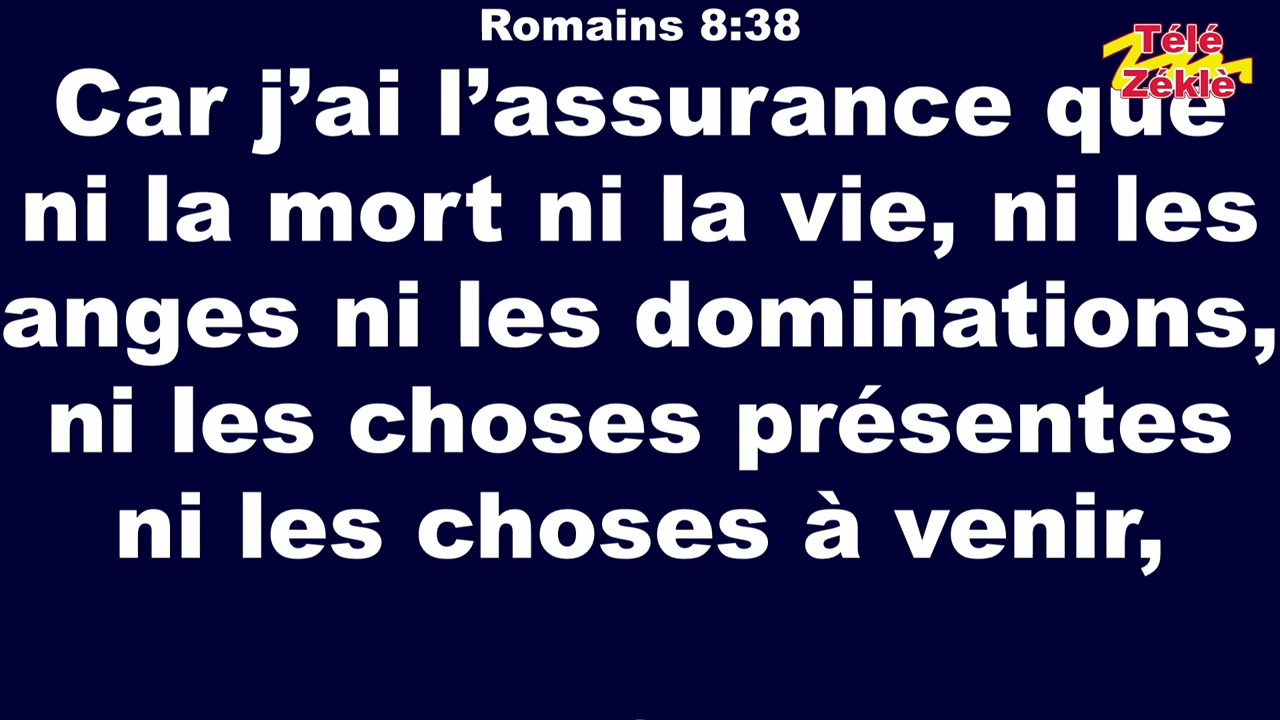 Romains 8:38
Télé
Zéklè
Car j’ai l’assurance que
ni la mort ni la vie, ni les
anges ni les dominations,
ni les choses présentes
ni les choses à venir,